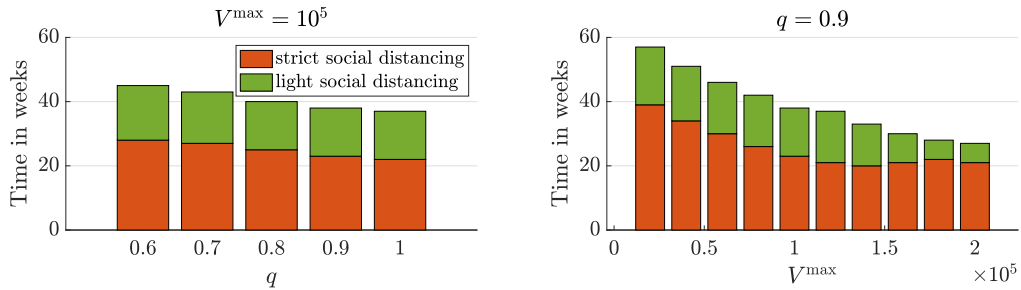 V^max = 10^5
Time in weeks
60
40
20
0
strict social distancing
light social distancing
0.6 0.7 0.8 0.9 1
q
q = 0.9
Time in weeks
60
40
20
0
0 0.5 1 1.5 2
V^max
×10^5